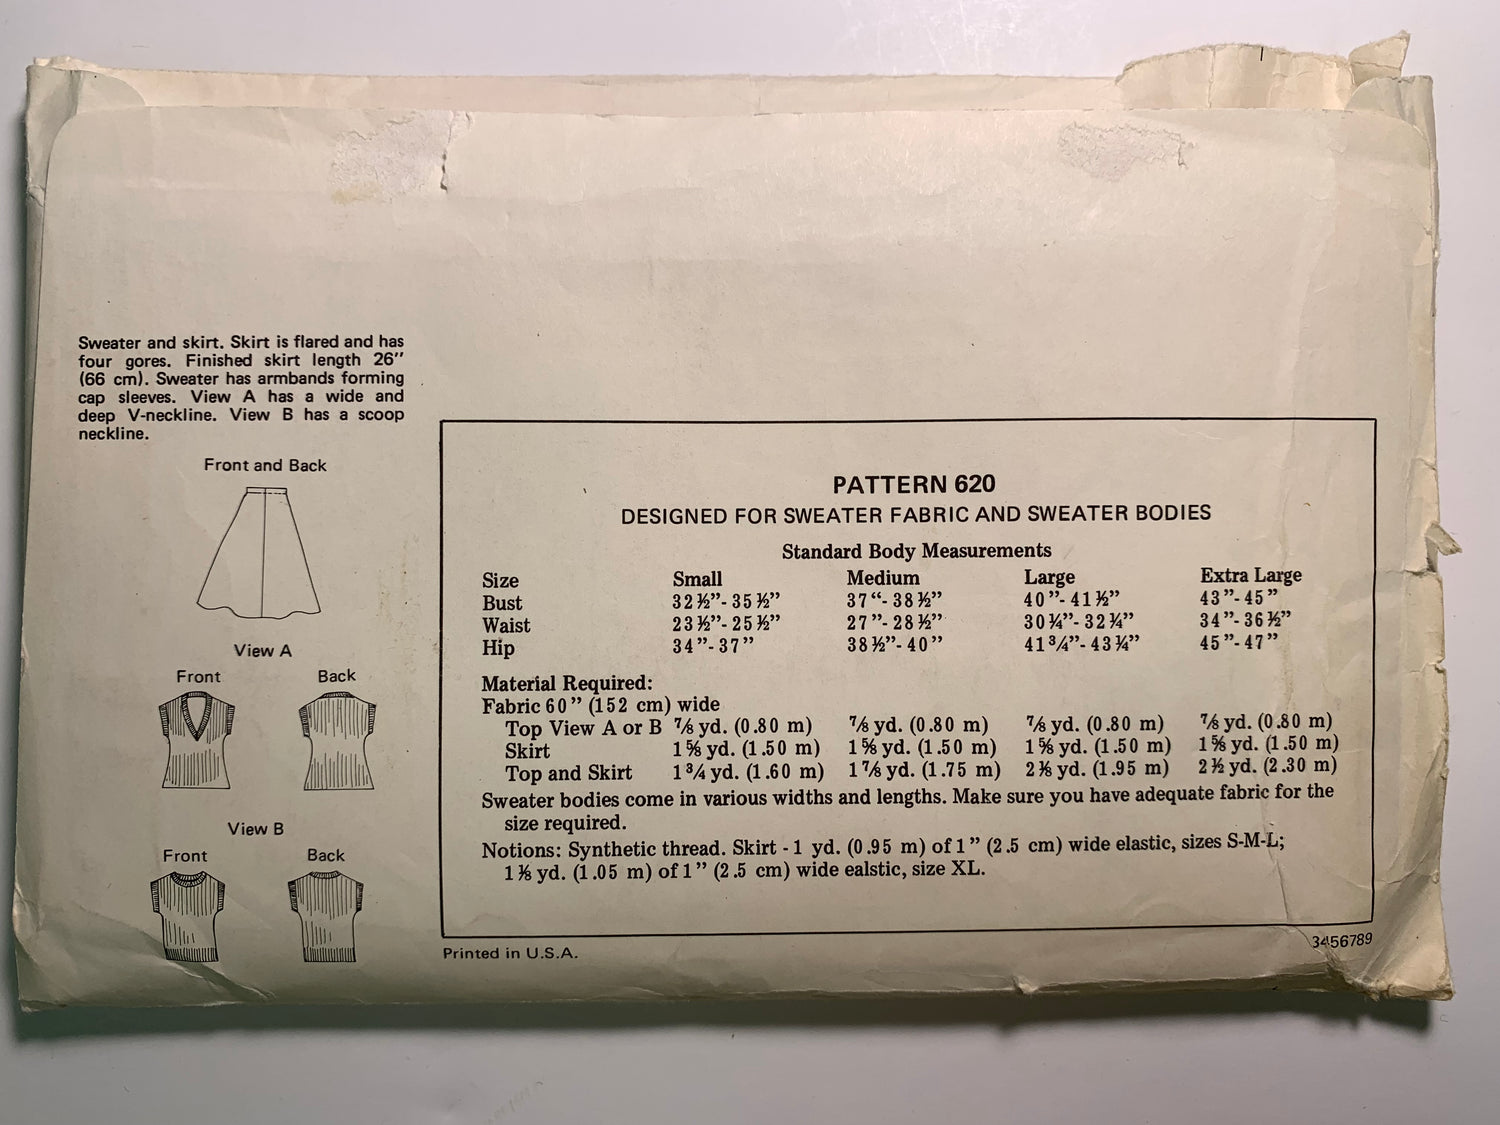 Sweater and skirt. Skirt is flared and has
four gores. Finished skirt length 26"
(66 cm). Sweater has armbands forming
cap sleeves. View A has a wide and
deep V-neckline. View B has a scoop
neckline.
Front and Back
View A
Front Back
View B
Front Back
PATTERN 620
DESIGNED FOR SWEATER FABRIC AND SWEATER BODIES
Standard Body Measurements
Size Small Medium Large Extra Large
Bust 32½"-35½" 37"-38½" 40"-41½" 43"-45"
Waist 23½"-25½" 27"-28½" 30¼"-32¼" 34"-36½"
Hip 34"-37" 38½"-40" 41¾"-43¼" 45"-47"
Material Required:
Fabric 60" (152 cm) wide
Top View A or B ⅞ yd. (0.80 m) ⅞ yd. (0.80 m) ⅞ yd. (0.80 m) ⅞ yd. (0.80 m)
Skirt 1⅝ yd. (1.50 m) 1⅝ yd. (1.50 m) 1⅝ yd. (1.50 m) 1⅝ yd. (1.50 m)
Top and Skirt 1¾ yd. (1.60 m) 1⅞ yd. (1.75 m) 2⅛ yd. (1.95 m) 2½ yd. (2.30 m)
Sweater bodies come in various widths and lengths. Make sure you have adequate fabric for the
size required.
Notions: Synthetic thread. Skirt - 1 yd. (0.95 m) of 1" (2.5 cm) wide elastic, sizes S-M-L;
1⅛ yd. (1.05 m) of 1" (2.5 cm) wide ealstic, size XL.
Printed in U.S.A.
3456789